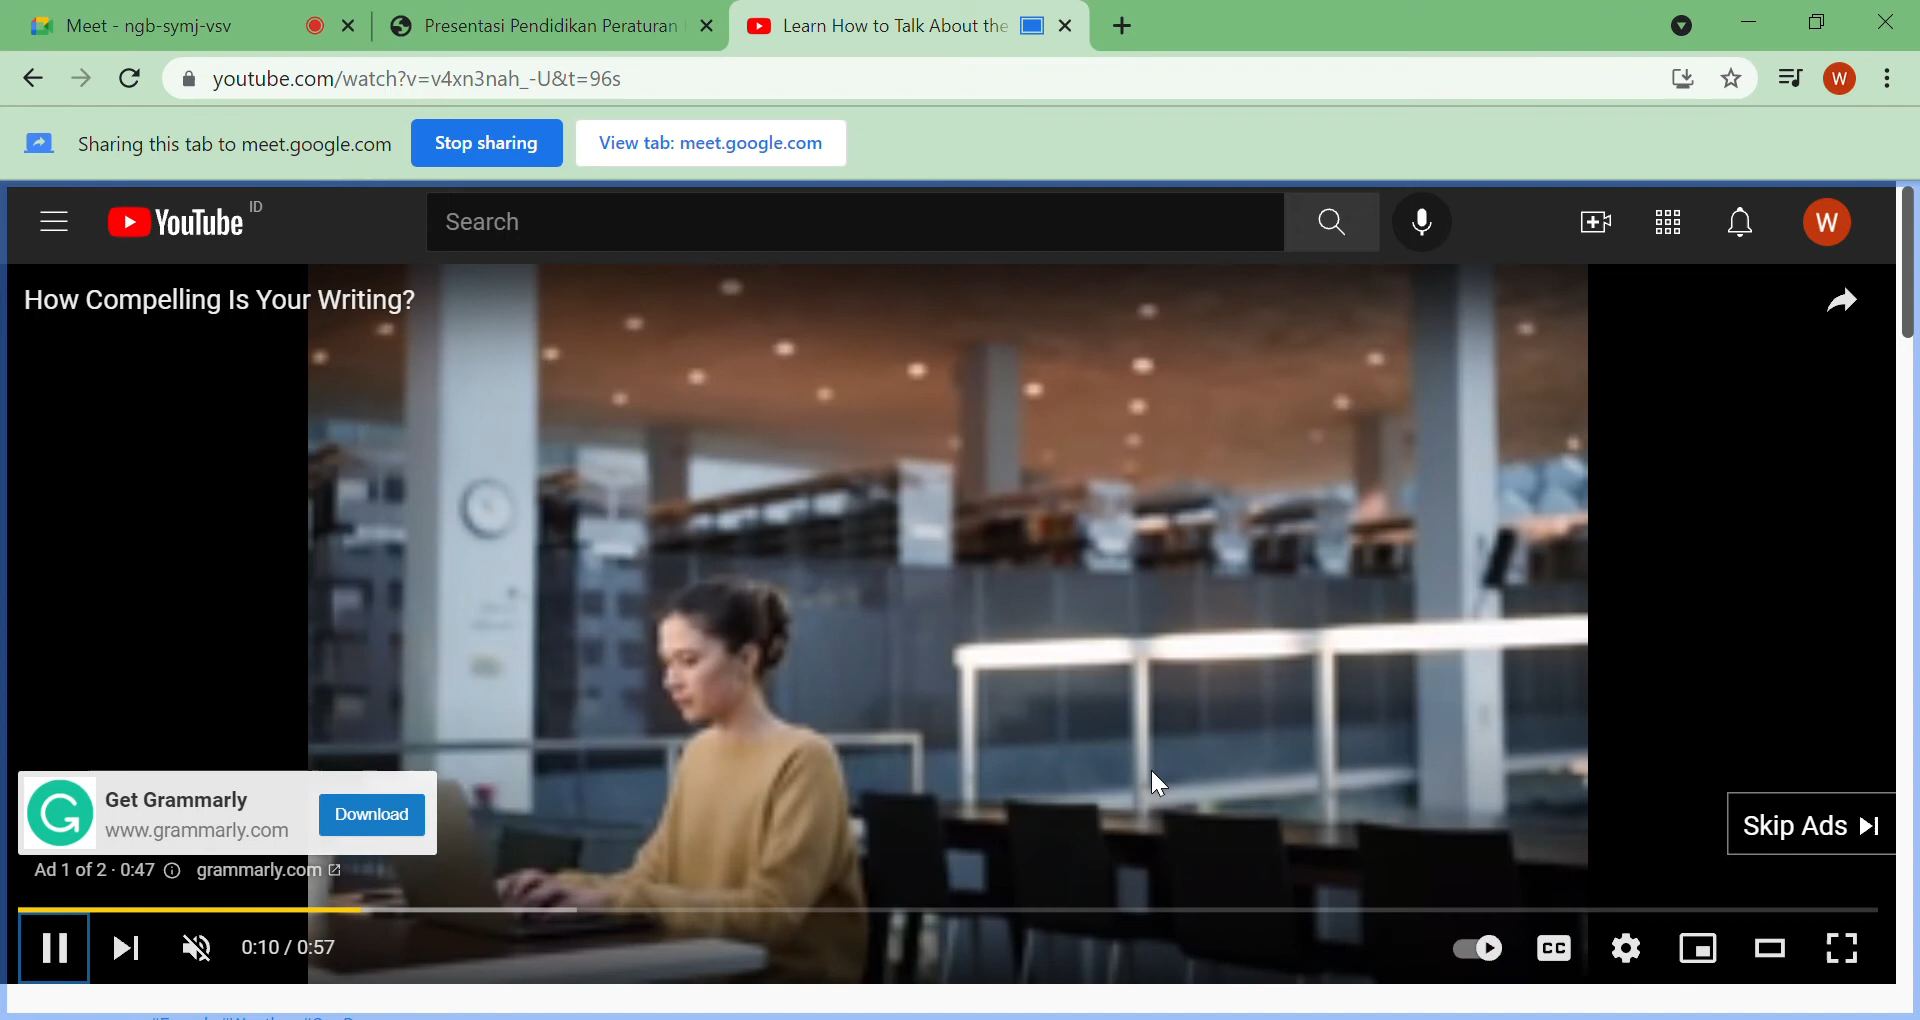 Meet - ngb-symj-vsv
Presentasi Pendidikan Peraturan
Learn How to Talk About the
youtube.com/watch?v=v4xn3nah_-U&t=96s
W
Sharing this tab to meet.google.com
Stop sharing
View tab: meet.google.com
YouTube ID
Search
W
How Compelling Is Your Writing?
Get Grammarly
www.grammarly.com
Download
Skip Ads
Ad 1 of 2 · 0:47
grammarly.com
0:10 / 0:57
CC